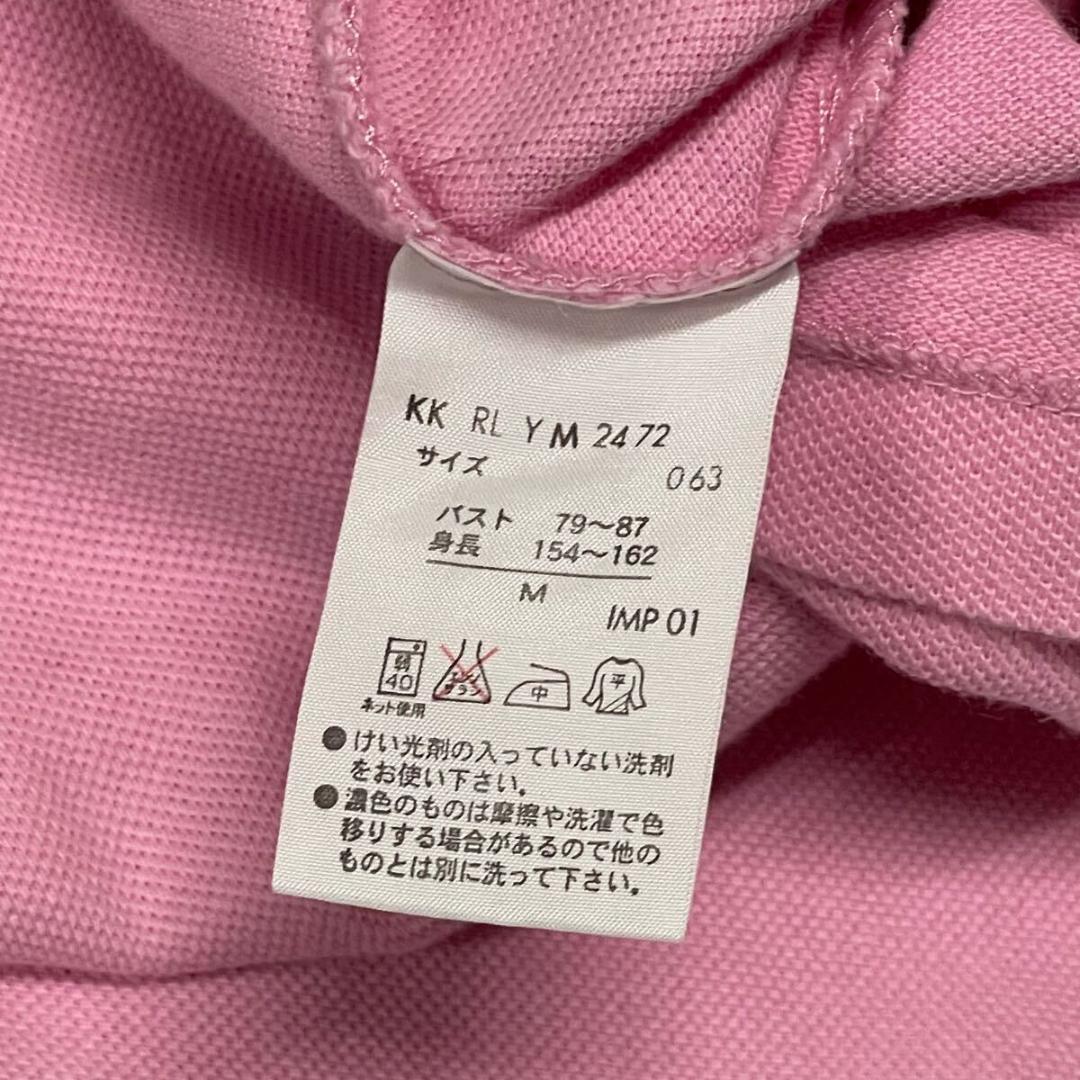 KK RL Y M 2472
サイズ 063
バスト 79～87
身長 154～162
M
IMP 01
弱
40
中
平
ネット使用
●けい光剤の入っていない洗剤
をお使い下さい。
●濃色のものは摩擦や洗濯で色
移りする場合があるので他の
ものとは別に洗って下さい。